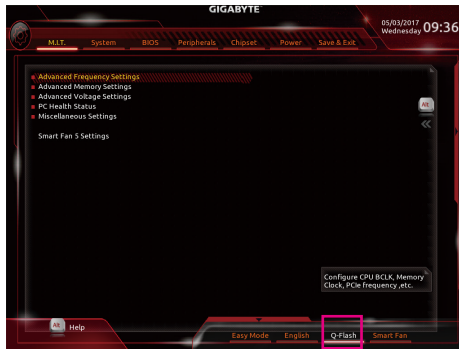 GIGABYTE
05/03/2017
Wednesday 09:36
M.I.T. System BIOS Peripherals Chipset Power Save & Exit
Advanced Frequency Settings
Advanced Memory Settings
Advanced Voltage Settings
PC Health Status
Miscellaneous Settings
Smart Fan 5 Settings
Alt
Configure CPU BCLK, Memory
Clock, PCIe frequency ,etc.
Alt Help
Easy Mode English Q-Flash Smart Fan